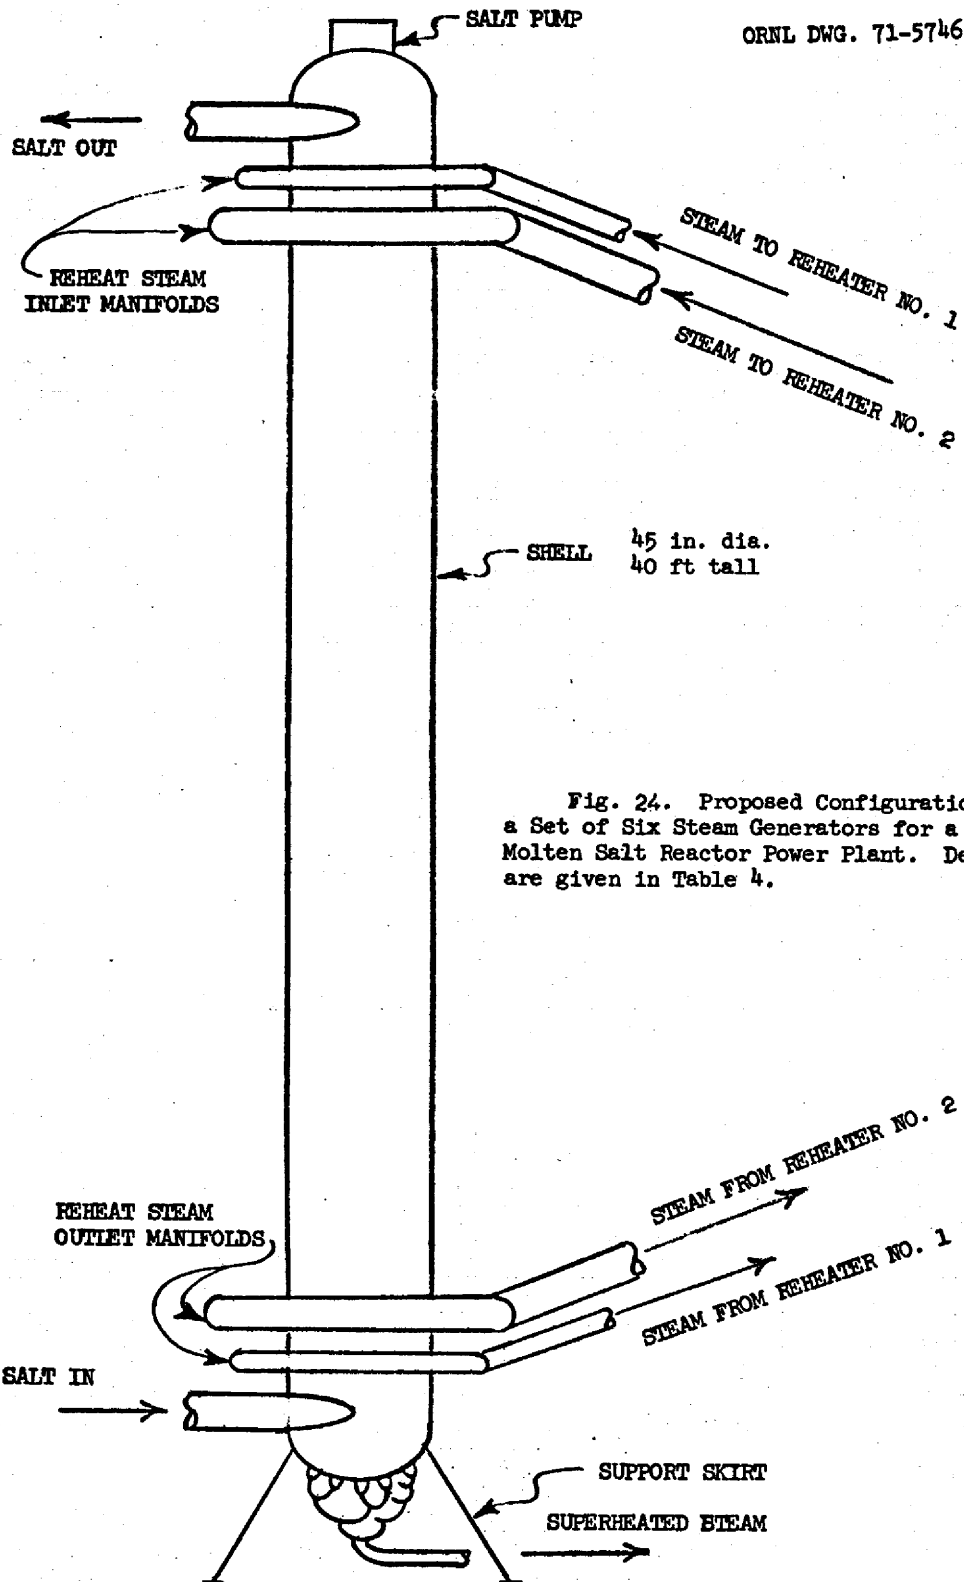 SALT PUMP
ORNL DWG. 71-5746
SALT OUT
STEAM TO REHEATER NO. 1
REHEAT STEAM
INLET MANIFOLDS
STEAM TO REHEATER NO. 2
SHELL
45 in. dia.
40 ft tall
Fig. 24. Proposed Configuratio
a Set of Six Steam Generators for a
Molten Salt Reactor Power Plant. De
are given in Table 4.
STEAM FROM REHEATER NO. 2
REHEAT STEAM
OUTLET MANIFOLDS
STEAM FROM REHEATER NO. 1
SALT IN
SUPPORT SKIRT
SUPERHEATED STEAM